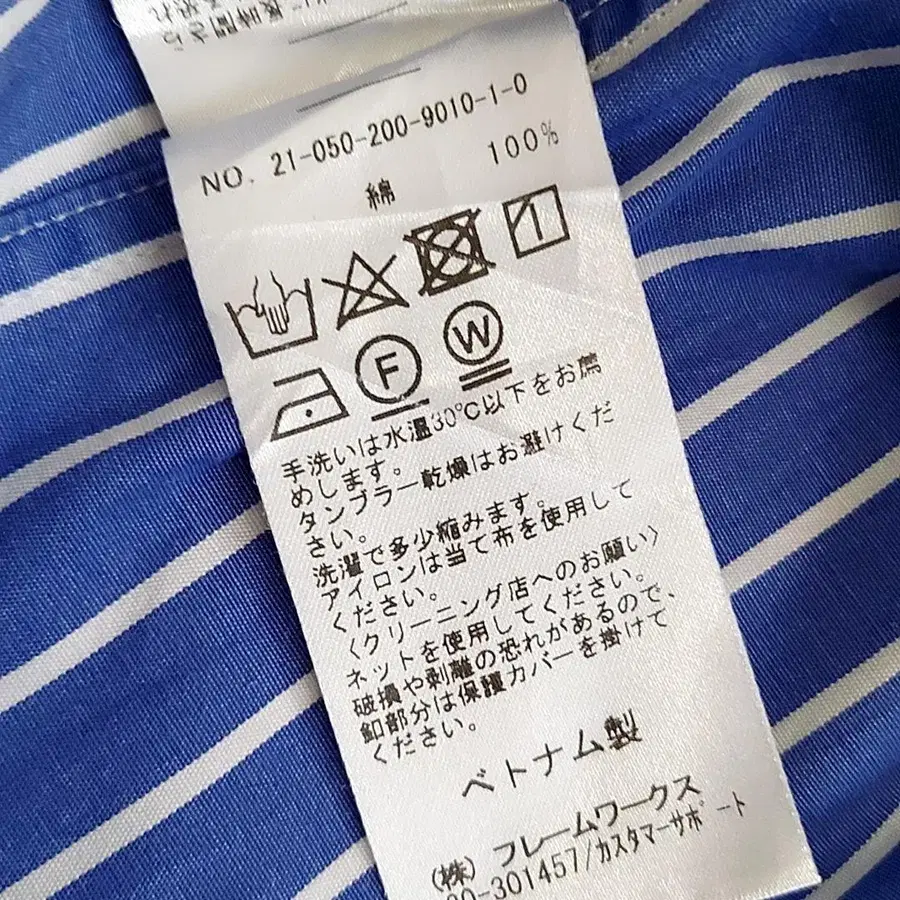 NO. 21-050-200-9010-1-0
綿 100%
F W
手洗いは水温30℃以下をお薦
めします。
タンブラー乾燥はお避けくだ
さい。
洗濯で多少縮みます。
アイロンは当て布を使用して
ください。
〈クリーニング店へのお願い〉
ネットを使用してください。
破損や剥離の恐れがあるので、
釦部分は保護カバーを掛けて
ください。
ベトナム製
(株) フレームワークス
-301457/カスタマーサポート